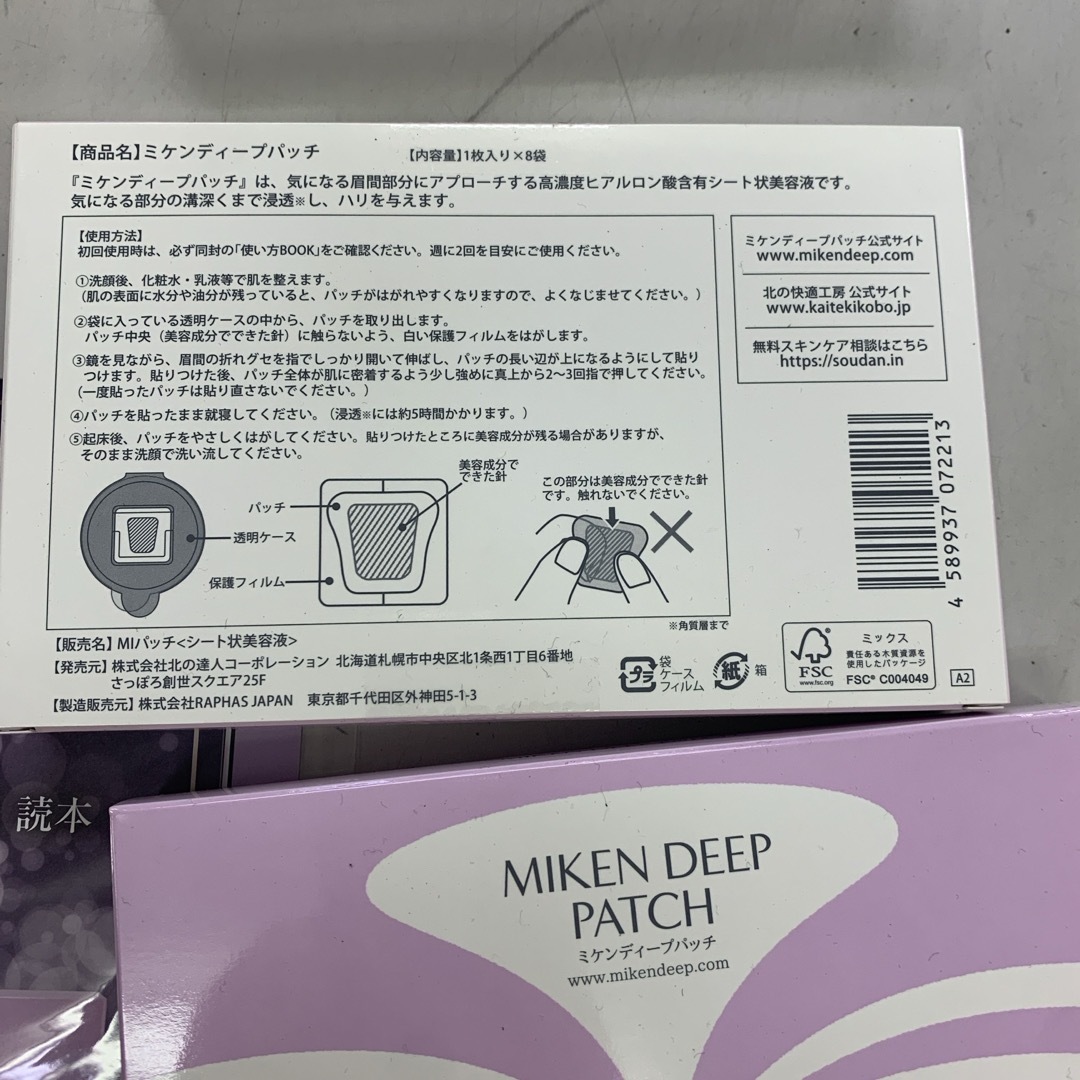 【商品名】ミケンディープパッチ
【内容量】1枚入り×8袋
『ミケンディープパッチ』は、気になる眉間部分にアプローチする高濃度ヒアルロン酸含有シート状美容液です。
気になる部分の溝深くまで浸透※し、ハリを与えます。
【使用方法】
初回使用時は、必ず同封の「使い方BOOK」をご確認ください。週に2回を目安にご使用ください。
①洗顔後、化粧水・乳液等で肌を整えます。
（肌の表面に水分や油分が残っていると、パッチがはがれやすくなりますので、よくなじませてください。）
②袋に入っている透明ケースの中から、パッチを取り出します。
パッチ中央（美容成分でできた針）に触らないよう、白い保護フィルムをはがします。
③鏡を見ながら、眉間の折れグセを指でしっかり開いて伸ばし、パッチの長い辺が上になるようにして貼り
つけます。貼りつけた後、パッチ全体が肌に密着するよう少し強めに真上から2〜3回指で押してください。
（一度貼ったパッチは貼り直さないでください。）
④パッチを貼ったまま就寝してください。（浸透※には約5時間かかります。）
⑤起床後、パッチをやさしくはがしてください。貼りつけたところに美容成分が残る場合がありますが、
そのまま洗顔で洗い流してください。
パッチ
透明ケース
保護フィルム
美容成分で
できた針
この部分は美容成分でできた針
です。触れないでください。
※角質層まで
ミケンディープパッチ公式サイト
www.mikendeep.com
北の快適工房 公式サイト
www.kaitekikobo.jp
無料スキンケア相談はこちら
https://soudan.in
4 589937 072213
【販売名】MIパッチ<シート状美容液>
【発売元】株式会社北の達人コーポレーション 北海道札幌市中央区北1条西1丁目6番地
さっぽろ創世スクエア25F
【製造販売元】株式会社RAPHAS JAPAN 東京都千代田区外神田5-1-3
プラ
袋
ケース
フィルム
紙
箱
FSC
www.fsc.org
ミックス
責任ある木質資源を
使用したパッケージ
FSC® C004049
A2
読本
MIKEN DEEP
PATCH
ミケンディープパッチ
www.mikendeep.com